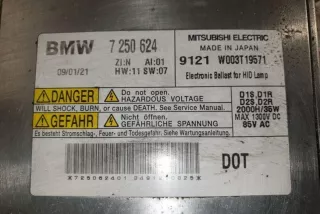 BMW 7 250 624
MITSUBISHI ELECTRIC
MADE IN JAPAN
ZI:N AI:01
09/01/21 HW:11 SW:07
9121 W003T19571
Electronic Ballast for HID Lamp
DANGER
Do not open.
HAZARDOUS VOLTAGE
WILL SHOCK, BURN, or cause DEATH. See Service Manual.
GEFAHR
Nicht öffnen.
HOCHSPANNUNG
Es besteht Stromschlag-, Feuer- und Todesgefahr. Siehe Wartungshandbuch.
D1S,D1R
D2S,D2R
2000H/35W
MAX 1300V DC
85V AC
DOT